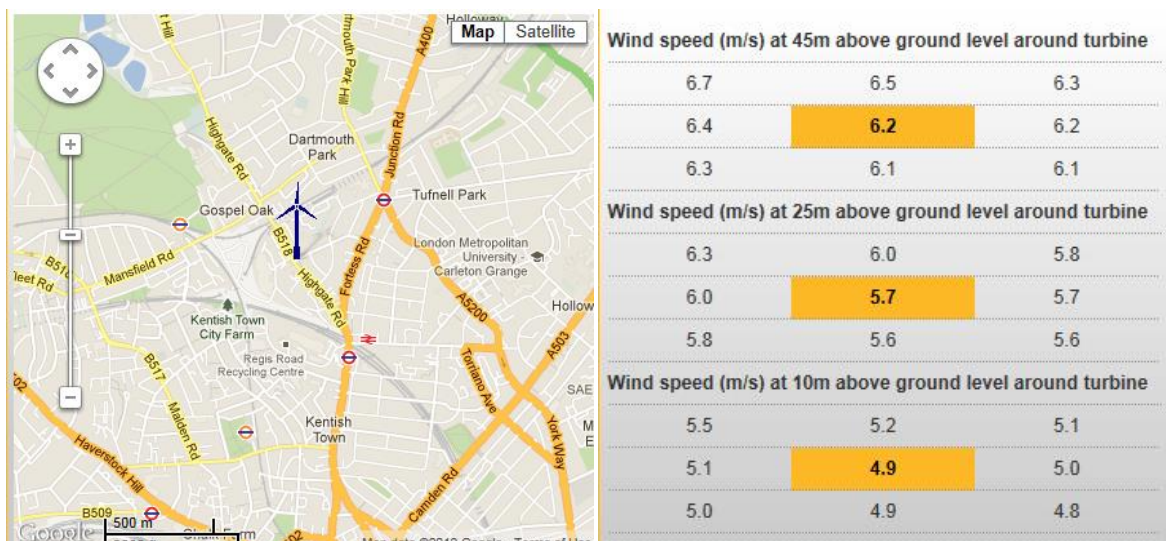 Holloway
Map Satellite
t Hill
A400
Dartmouth Park Hill
Highgate Rd
Dartmouth
Park
Junction Rd
Tufnell Park
Gospel Oak
B518
Mansfield Rd
leet Rd
London Metropolitan
University -
Carleton Grange
Highgate Rd
Fortess Rd
A5200
Kentish Town
City Farm
Hollow
Regis Road
Recycling Centre
A503
B517
Torriano Ave
SAE
Malden Rd
Kentish
Town
York Way
Haverstock Hill
Camden Rd
B509
500 m
Google
Chalk Farm
Wind speed (m/s) at 45m above ground level around turbine
6.7 6.5 6.3
6.4 6.2 6.2
6.3 6.1 6.1
Wind speed (m/s) at 25m above ground level around turbine
6.3 6.0 5.8
6.0 5.7 5.7
5.8 5.6 5.6
Wind speed (m/s) at 10m above ground level around turbine
5.5 5.2 5.1
5.1 4.9 5.0
5.0 4.9 4.8